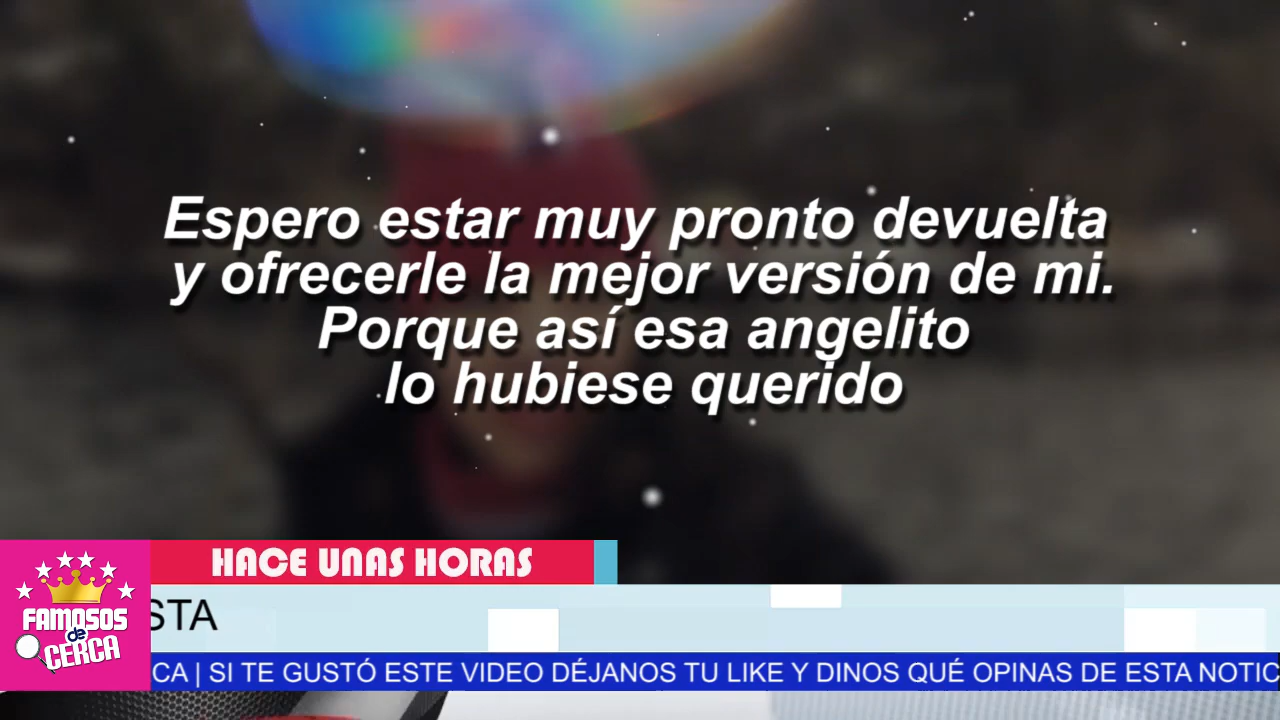 Espero estar muy pronto devuelta
y ofrecerle la mejor versión de mi.
Porque así esa angelito
lo hubiese querido
HACE UNAS HORAS
STA
FAMOSOS
de
CERCA
CA | SI TE GUSTÓ ESTE VIDEO DÉJANOS TU LIKE Y DINOS QUÉ OPINAS DE ESTA NOTIC